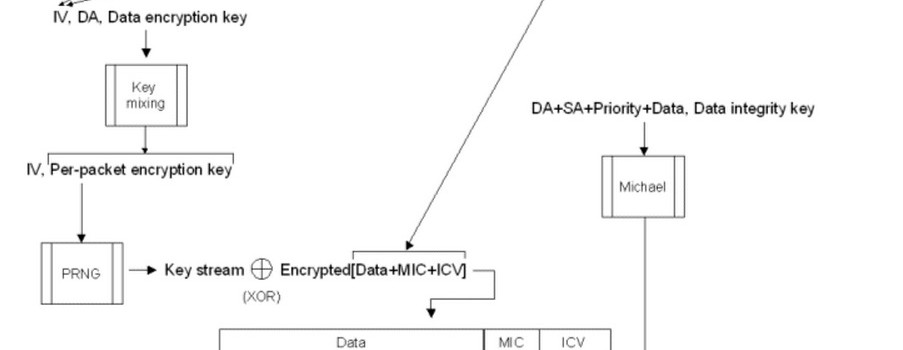 IV, DA, Data encryption key
Key
mixing
DA+SA+Priority+Data, Data integrity key
IV, Per-packet encryption key
Michael
PRNG
Key stream
Encrypted[Data+MIC+ICV]
(XOR)
Data
MIC
ICV